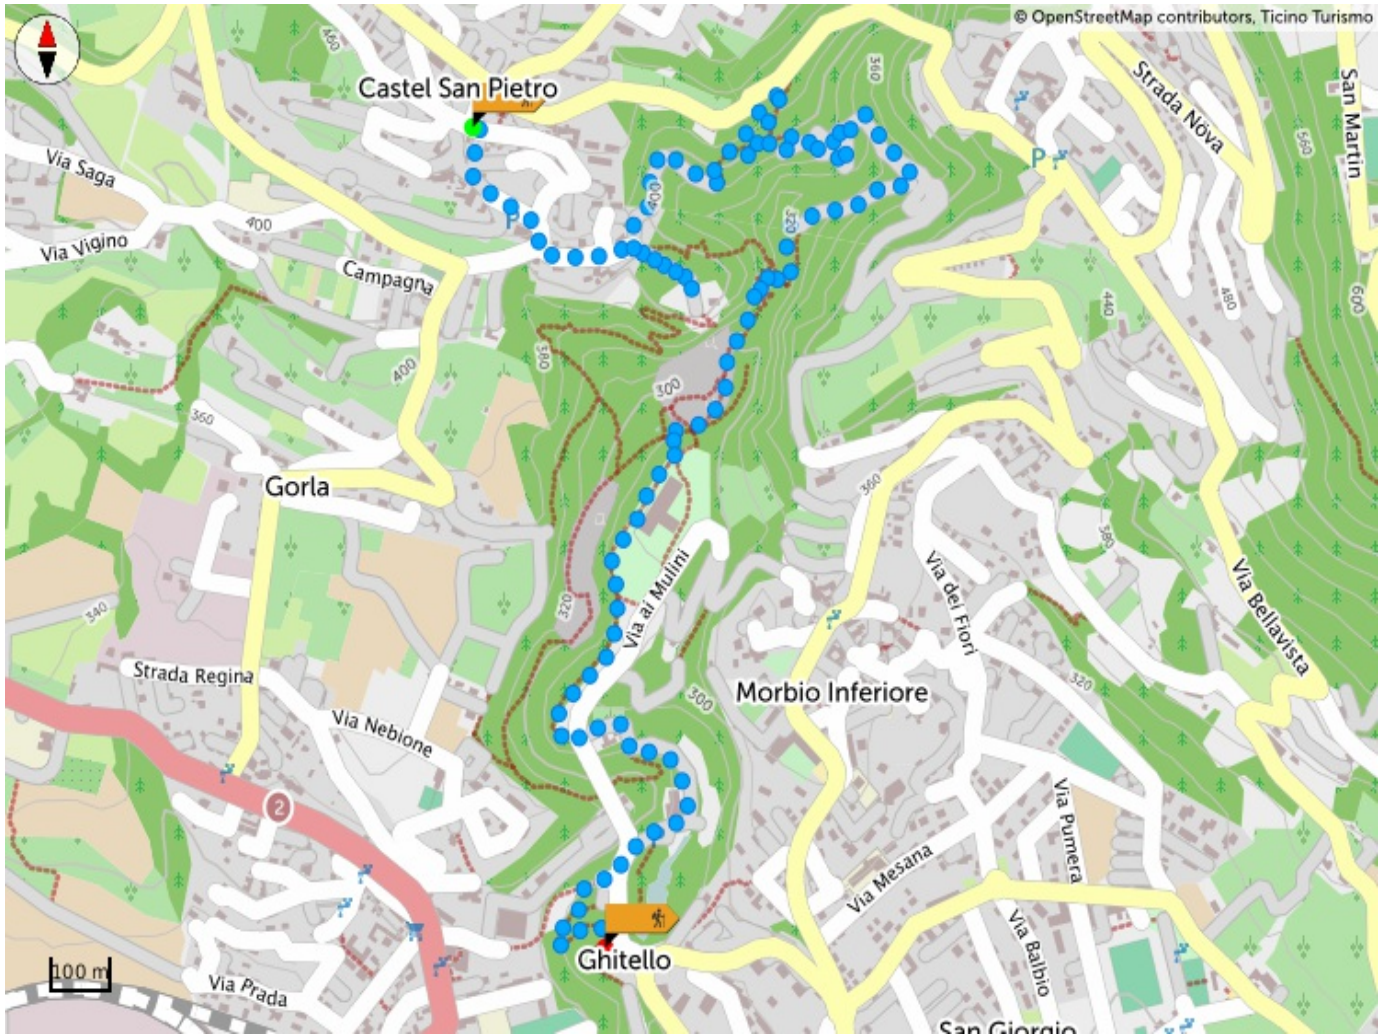 © OpenStreetMap contributors, Ticino Turismo
460
Castel San Pietro
360
Strada Növa
San Martin
P
560
Via Saga
400
400
P
320
Via Vigino
Campagna
440
480
600
380
400
300
360
Gorla
360
380
340
320
Via ai Mulini
Via dei Fiori
Via Bellavista
Strada Regina
300
320
Morbio Inferiore
Via Nebione
2
Via Pumera
Via Mesana
Via Balbio
Ghitello
100 m
Via Prada
San Giorgio